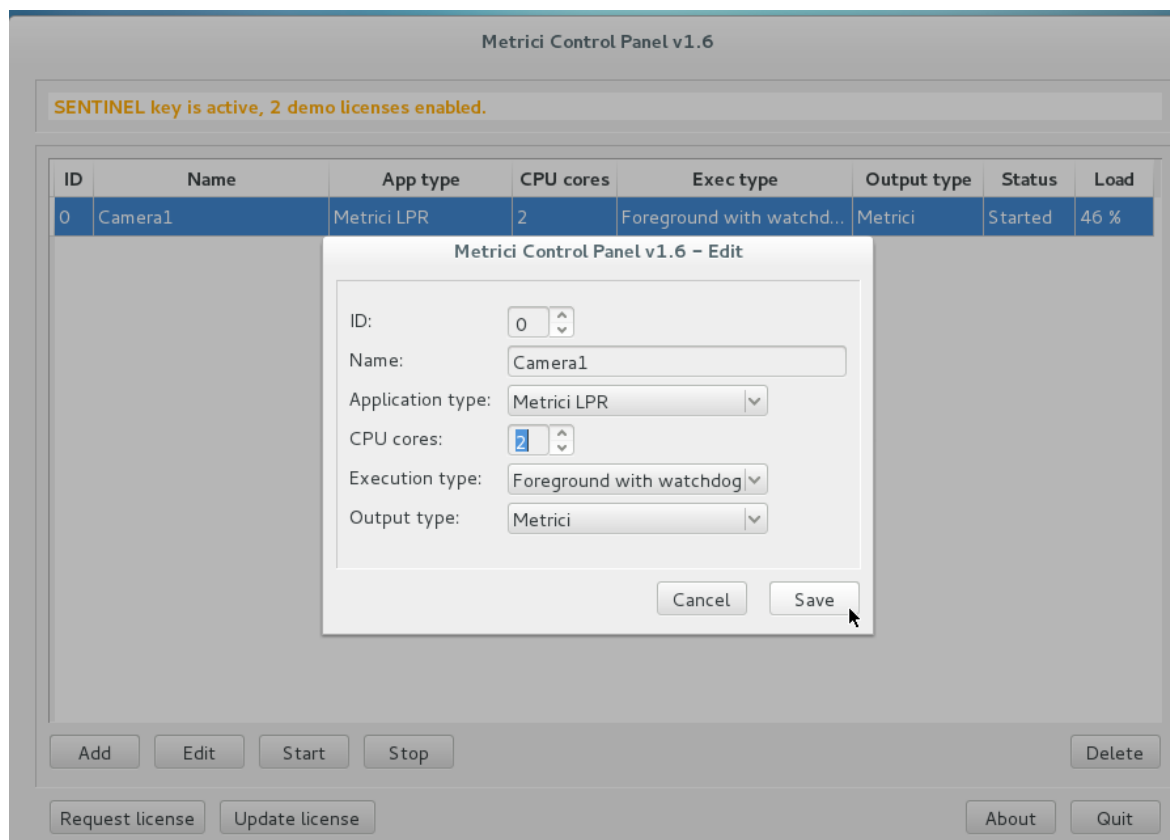 Metrici Control Panel v1.6
SENTINEL key is active, 2 demo licenses enabled.
ID Name App type CPU cores Exec type Output type Status Load
0 Camera1 Metrici LPR 2 Foreground with watchd... Metrici Started 46 %
Metrici Control Panel v1.6 – Edit
ID: 0
Name: Camera1
Application type: Metrici LPR
CPU cores: 2
Execution type: Foreground with watchdog
Output type: Metrici
Cancel Save
Add Edit Start Stop Delete
Request license Update license About Quit